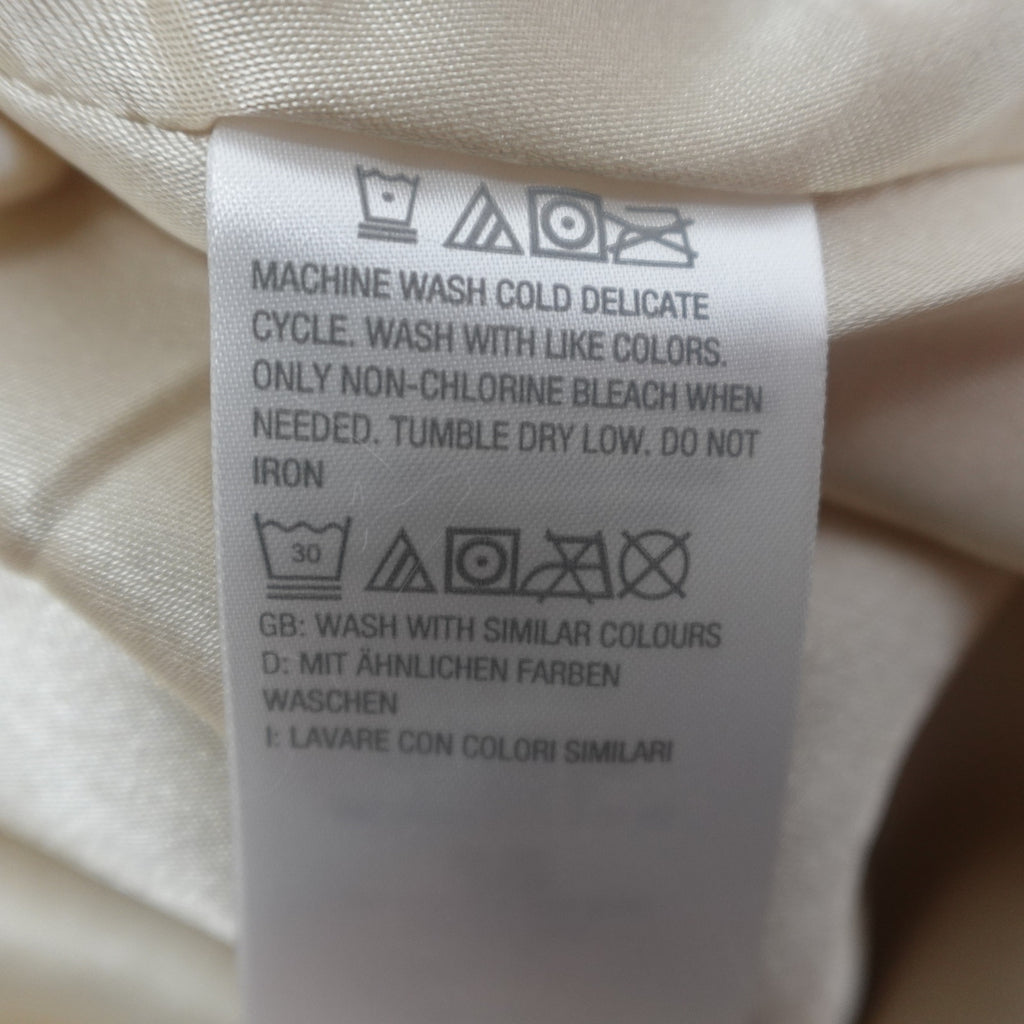 MACHINE WASH COLD DELICATE
CYCLE. WASH WITH LIKE COLORS.
ONLY NON-CHLORINE BLEACH WHEN
NEEDED. TUMBLE DRY LOW. DO NOT
IRON
30
GB: WASH WITH SIMILAR COLOURS
D: MIT ÄHNLICHEN FARBEN
WASCHEN
I: LAVARE CON COLORI SIMILARI